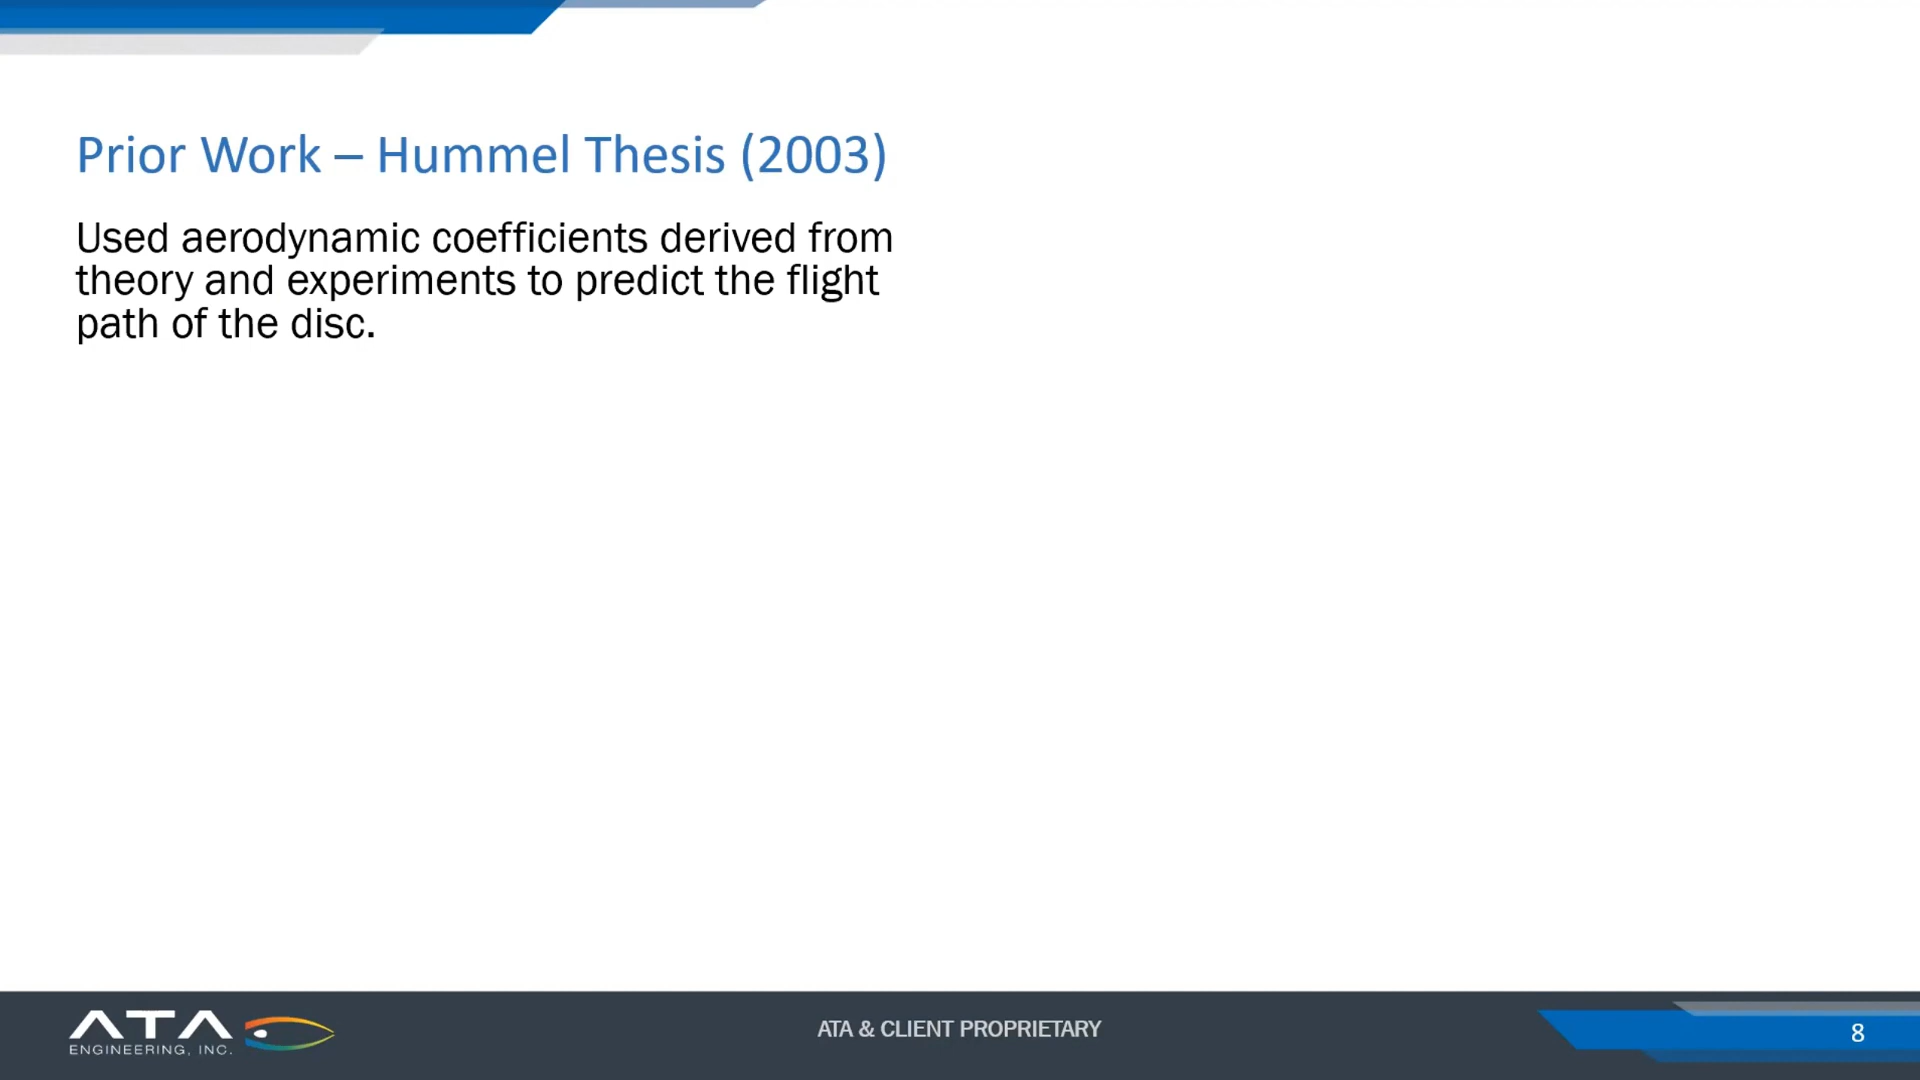 Prior Work – Hummel Thesis (2003)
Used aerodynamic coefficients derived from
theory and experiments to predict the flight
path of the disc.
ATA
ENGINEERING, INC.
ATA & CLIENT PROPRIETARY
8